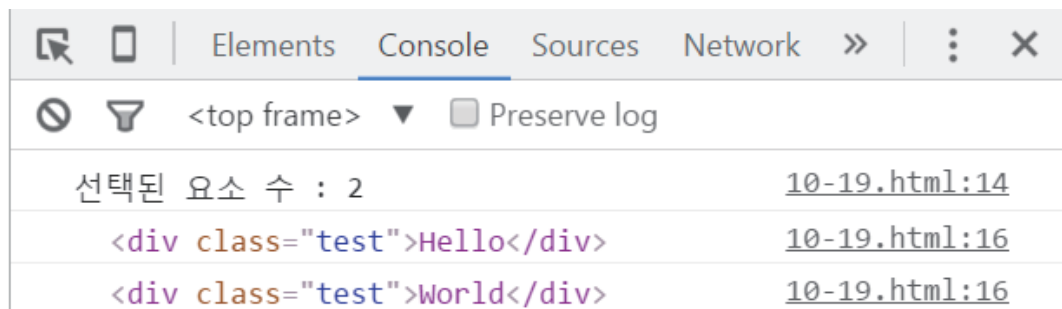 Elements Console Sources Network »
<top frame> ▼ Preserve log
선택된 요소 수 : 2 10-19.html:14
<div class="test">Hello</div> 10-19.html:16
<div class="test">World</div> 10-19.html:16